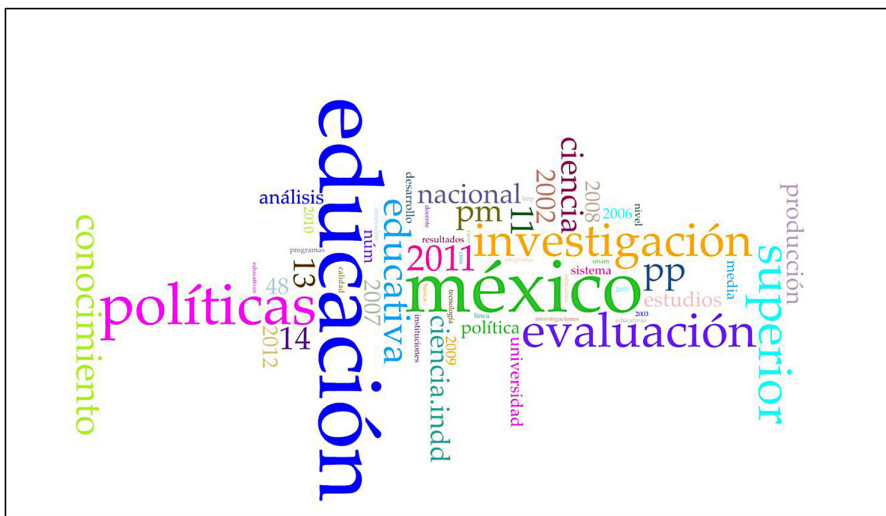 educación
ciencia
desarrollo
análisis
nacional
2002
2008
producción
2010
educativa
docente
pm
11
2006
nivel
conocimiento
núm
resultados
investigación
programas
2011
superior
educativos
13
calidad
unam
sistema
pp
media
48
2007
méxico
estudios
políticas
tecnología
instituciones
línea
2003
investigaciones
educativas
2012
14
ciencia.indd
política
evaluación
2009
universidad